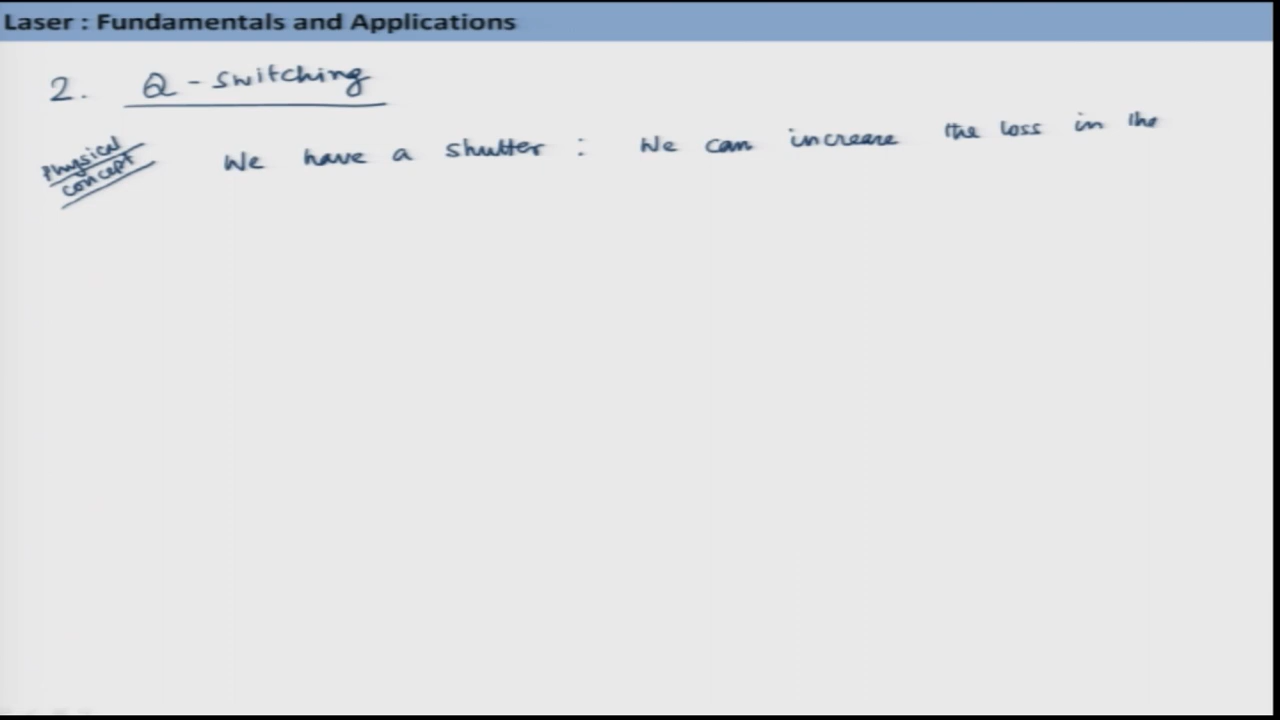 Laser : Fundamentals and Applications
2. Q - Switching
Physical
concept
We have a shutter : We can increase the loss in the